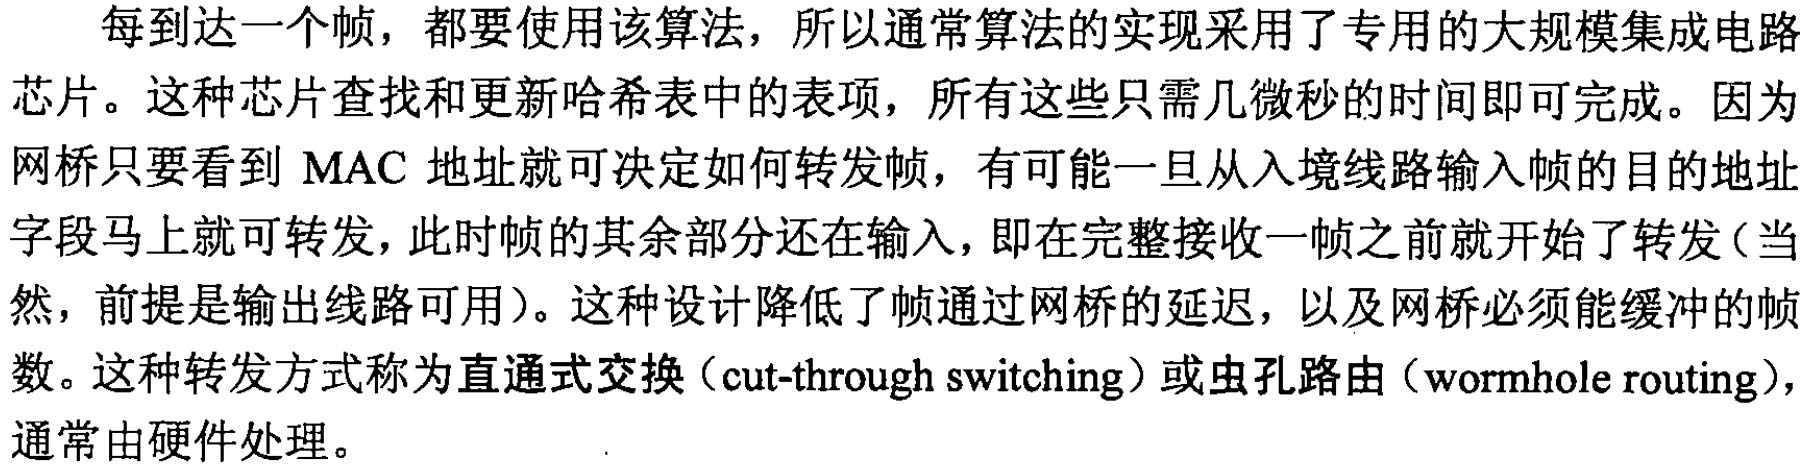 每到达一个帧，都要使用该算法，所以通常算法的实现采用了专用的大规模集成电路
芯片。这种芯片查找和更新哈希表中的表项，所有这些只需几微秒的时间即可完成。因为
网桥只要看到 MAC 地址就可决定如何转发帧，有可能一旦从入境线路输入帧的目的地址
字段马上就可转发，此时帧的其余部分还在输入，即在完整接收一帧之前就开始了转发（当
然，前提是输出线路可用）。这种设计降低了帧通过网桥的延迟，以及网桥必须能缓冲的帧
数。这种转发方式称为直通式交换（cut-through switching）或虫孔路由（wormhole routing），
通常由硬件处理。